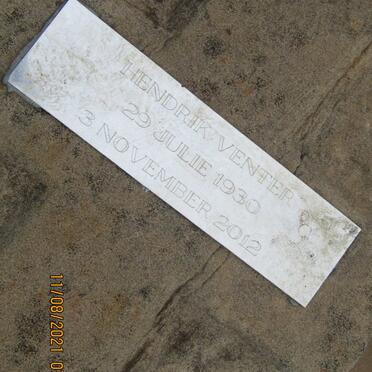 HENDRIK VENTER
29 JULIE 1930
3 NOVEMBER 2012
11/08/2021